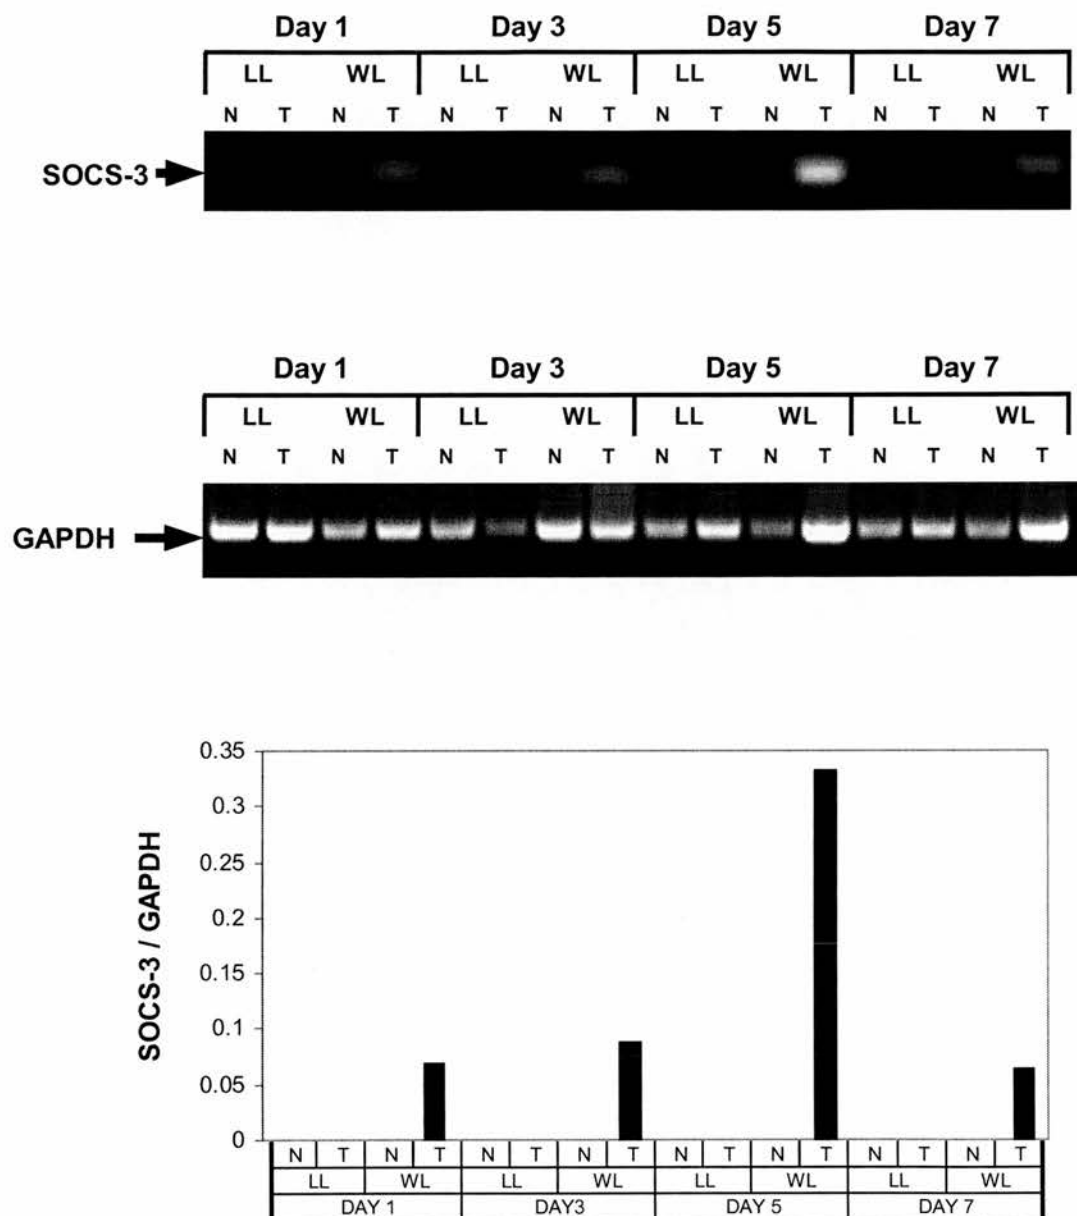 Day 1 Day 3 Day 5 Day 7
LL WL LL WL LL WL LL WL
N T N T N T N T N T N T N T N T
SOCS-3
Day 1 Day 3 Day 5 Day 7
LL WL LL WL LL WL LL WL
N T N T N T N T N T N T N T N T
GAPDH
SOCS-3 / GAPDH
0.35
0.3
0.25
0.2
0.15
0.1
0.05
0
N T N T N T N T N T N T N T N T
LL WL LL WL LL WL LL WL
DAY 1 DAY3 DAY 5 DAY 7